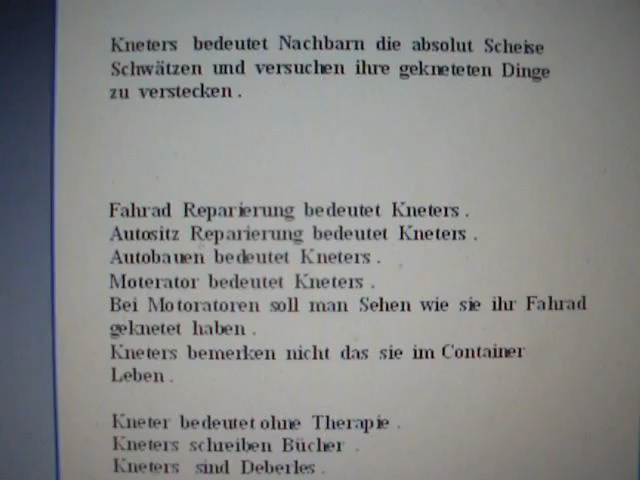 Kneters bedeutet Nachbarn die absolut Scheise
Schwätzen und versuchen ihre gekneteten Dinge
zu verstecken .
Fahrad Reparierung bedeutet Kneters .
Autositz Reparierung bedeutet Kneters .
Autobauen bedeutet Kneters .
Moterator bedeutet Kneters .
Bei Motoratoren soll man Sehen wie sie ihr Fahrad
geknetet haben .
Kneters bemerken nicht das sie im Container
Leben .
Kneter bedeutet ohne Therapie .
Kneters schreiben Bücher .
Kneters sind Deberles .